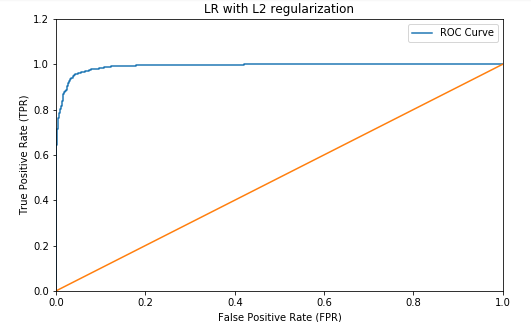 LR with L2 regularization
ROC Curve
True Positive Rate (TPR)
1.2
1.0
0.8
0.6
0.4
0.2
0.0
0.0 0.2 0.4 0.6 0.8 1.0
False Positive Rate (FPR)